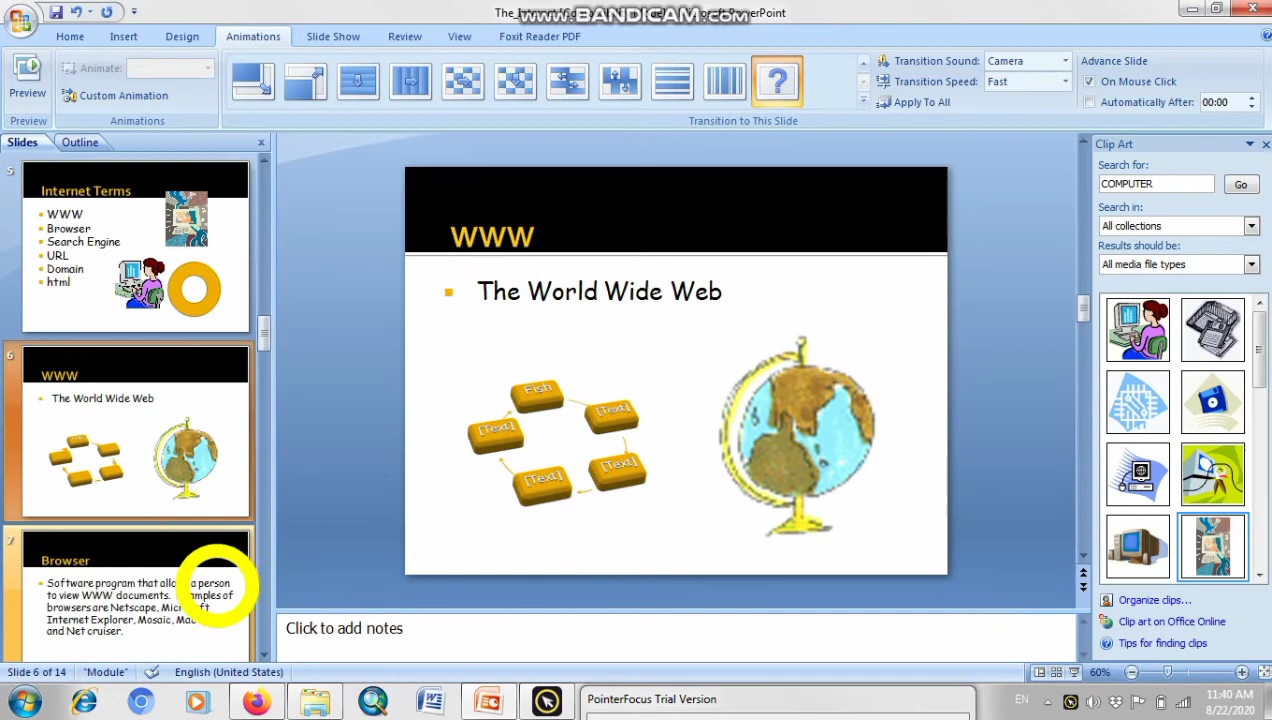 The_Internet
PowerPoint
www.BANDICAM.com
Home
Insert
Design
Animations
Slide Show
Review
View
Foxit Reader PDF
Preview
Animate:
Custom Animation
Preview
Animations
Transition Sound:
Camera
Transition Speed:
Fast
Apply To All
Transition to This Slide
Advance Slide
On Mouse Click
Automatically After:
00:00
Slides
Outline
5
Internet Terms
WWW
Browser
Search Engine
URL
Domain
html
6
WWW
The World Wide Web
7
Browser
Software program that a person
to view WWW documents. of
browsers are Netscape,
Internet Explorer, Mosaic,
and Net cruiser.
WWW
The World Wide Web
Fish
[Text]
[Text]
[Text]
[Text]
Click to add notes
Clip Art
Search for:
COMPUTER
Go
Search in:
All collections
Results should be:
All media file types
Organize clips...
Clip art on Office Online
Tips for finding clips
Slide 6 of 14
"Module"
English (United States)
60%
PointerFocus Trial Version
EN
11:40 AM
8/22/2020